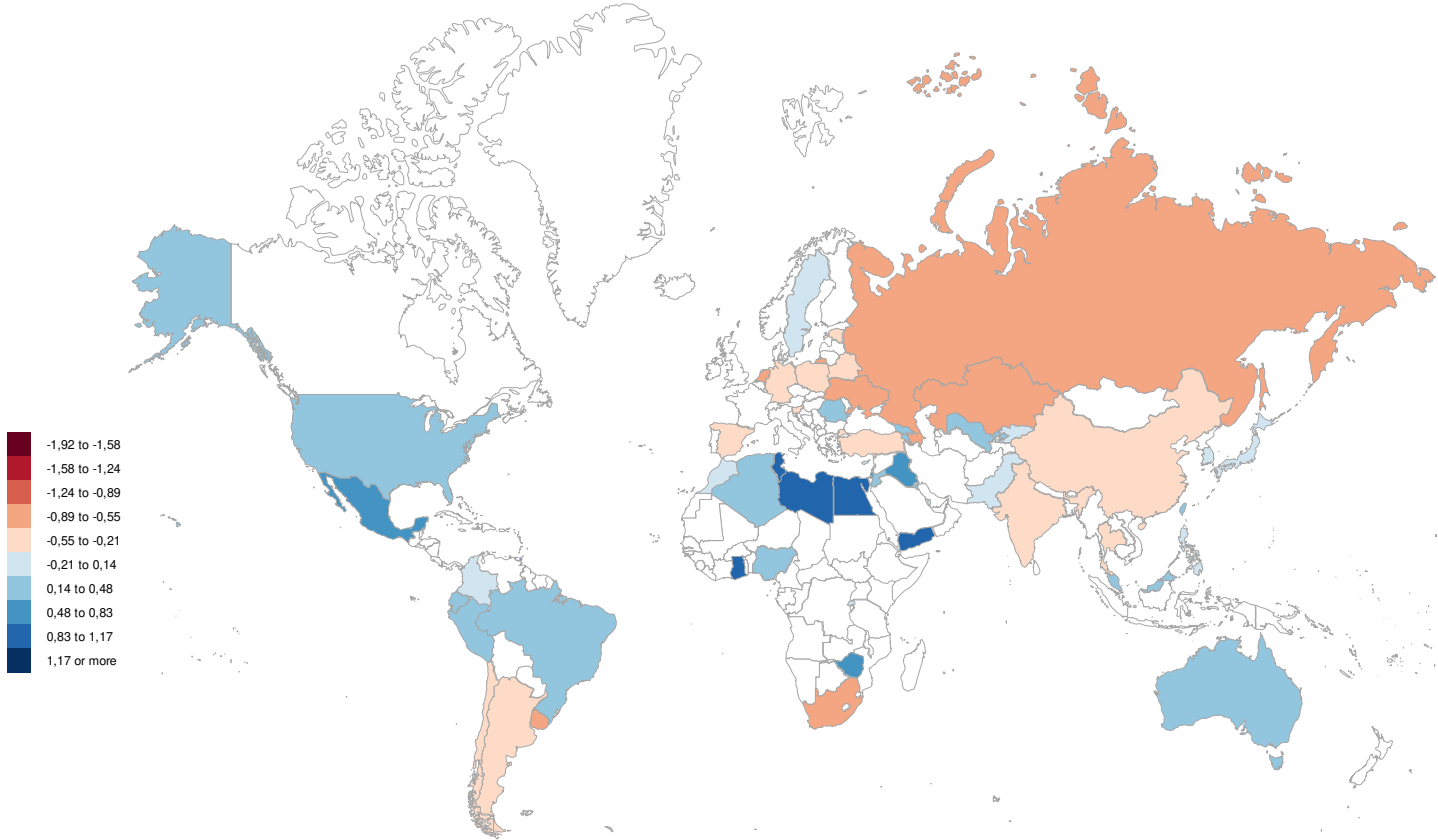 -1,92 to -1,58
-1,58 to -1,24
-1,24 to -0,89
-0,89 to -0,55
-0,55 to -0,21
-0,21 to 0,14
0,14 to 0,48
0,48 to 0,83
0,83 to 1,17
1,17 or more